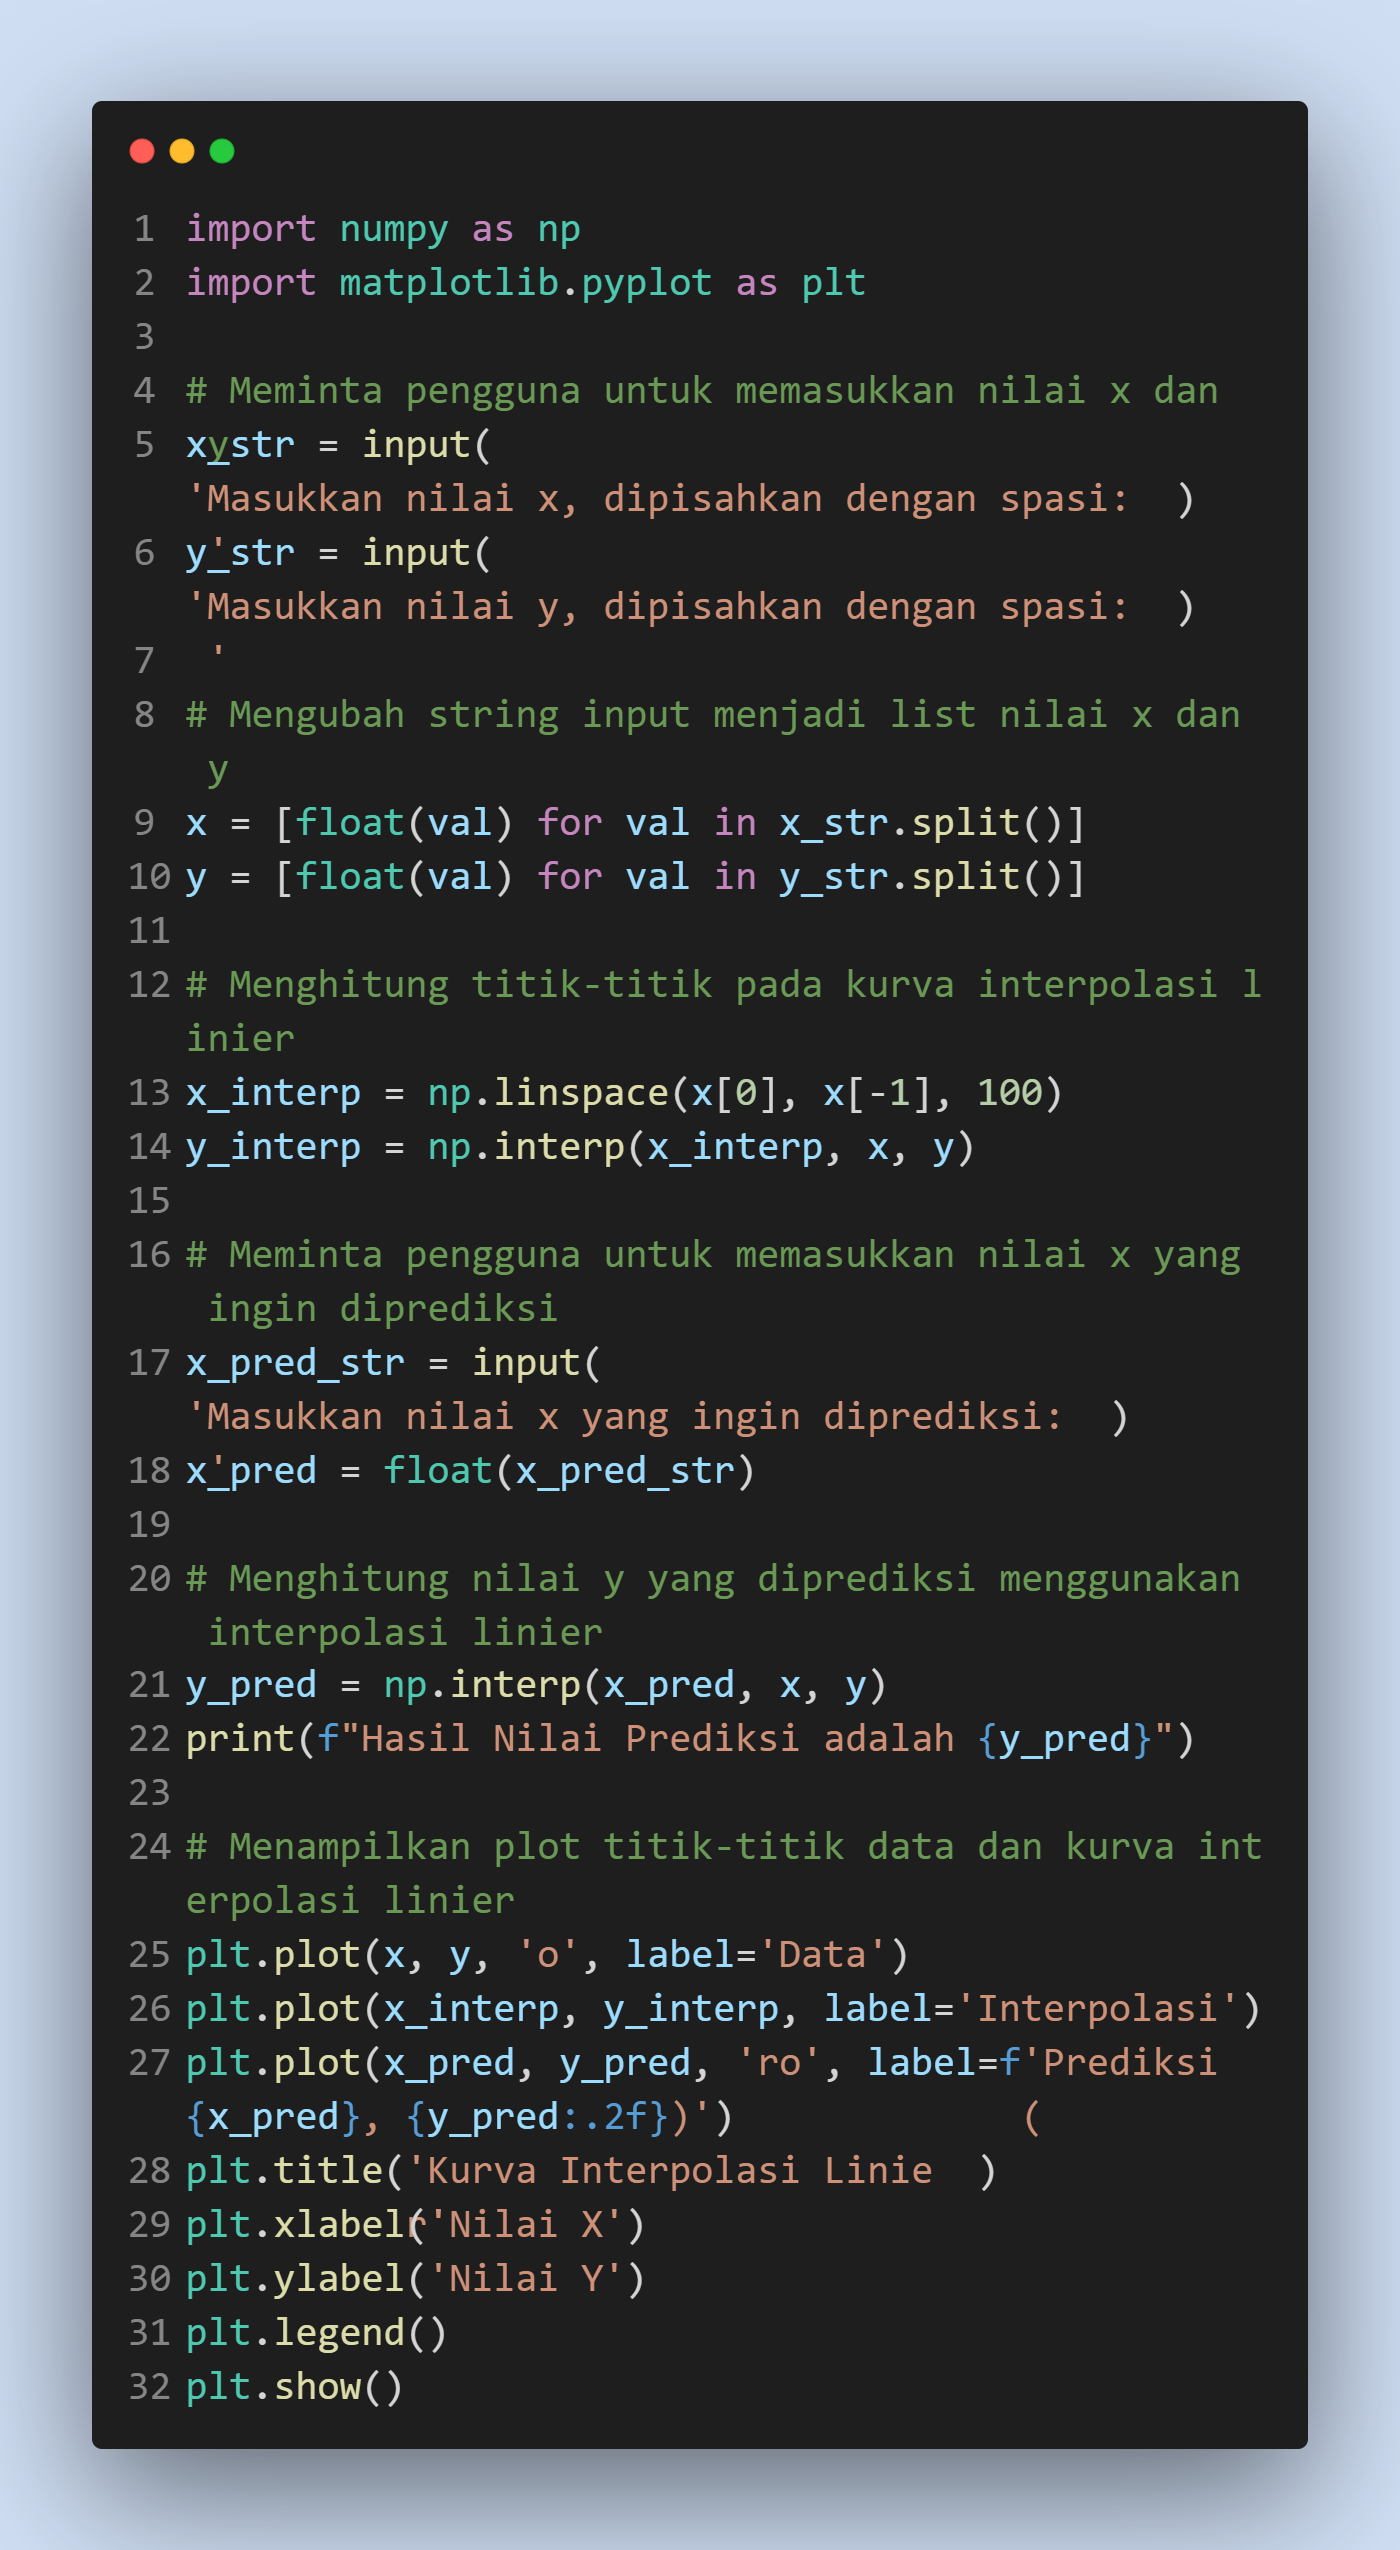 1 import numpy as np
2 import matplotlib.pyplot as plt
3
4 # Meminta pengguna untuk memasukkan nilai x dan y
5 x_str = input(
'Masukkan nilai x, dipisahkan dengan spasi: ')
6 y_str = input(
'Masukkan nilai y, dipisahkan dengan spasi: ')
7
8 # Mengubah string input menjadi list nilai x dan
y
9 x = [float(val) for val in x_str.split()]
10 y = [float(val) for val in y_str.split()]
11
12 # Menghitung titik-titik pada kurva interpolasi l
inier
13 x_interp = np.linspace(x[0], x[-1], 100)
14 y_interp = np.interp(x_interp, x, y)
15
16 # Meminta pengguna untuk memasukkan nilai x yang
ingin diprediksi
17 x_pred_str = input(
'Masukkan nilai x yang ingin diprediksi: ')
18 x_pred = float(x_pred_str)
19
20 # Menghitung nilai y yang diprediksi menggunakan
interpolasi linier
21 y_pred = np.interp(x_pred, x, y)
22 print(f"Hasil Nilai Prediksi adalah {y_pred}")
23
24 # Menampilkan plot titik-titik data dan kurva int
erpolasi linier
25 plt.plot(x, y, 'o', label='Data')
26 plt.plot(x_interp, y_interp, label='Interpolasi')
27 plt.plot(x_pred, y_pred, 'ro', label=f'Prediksi (
{x_pred}, {y_pred:.2f})')
28 plt.title('Kurva Interpolasi Linier')
29 plt.xlabel('Nilai X')
30 plt.ylabel('Nilai Y')
31 plt.legend()
32 plt.show()